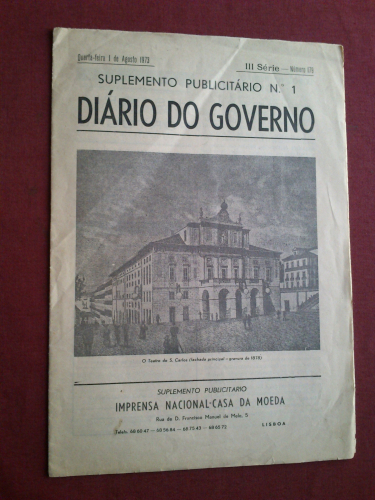 Quarta-feira 1 de Agosto 1973
III Série — Número 179
SUPLEMENTO PUBLICITÁRIO N.º 1
DIÁRIO DO GOVERNO
O Teatro de S. Carlos (fachada principal - gravura de 1819)
SUPLEMENTO PUBLICITÁRIO
IMPRENSA NACIONAL-CASA DA MOEDA
Rua de D. Francisco Manuel de Melo, 5
LISBOA